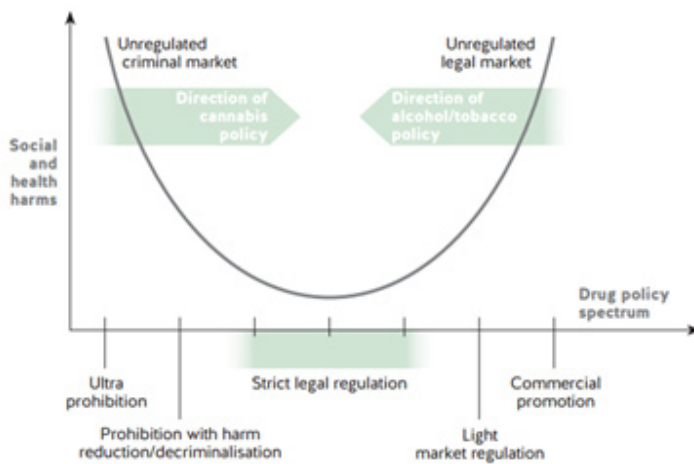 Unregulated
criminal market
Unregulated
legal market
Direction of
cannabis
policy
Direction of
alcohol/tobacco
policy
Social
and
health
harms
Drug policy
spectrum
Ultra
prohibition
Strict legal regulation
Commercial
promotion
Prohibition with harm
reduction/decriminalisation
Light
market regulation